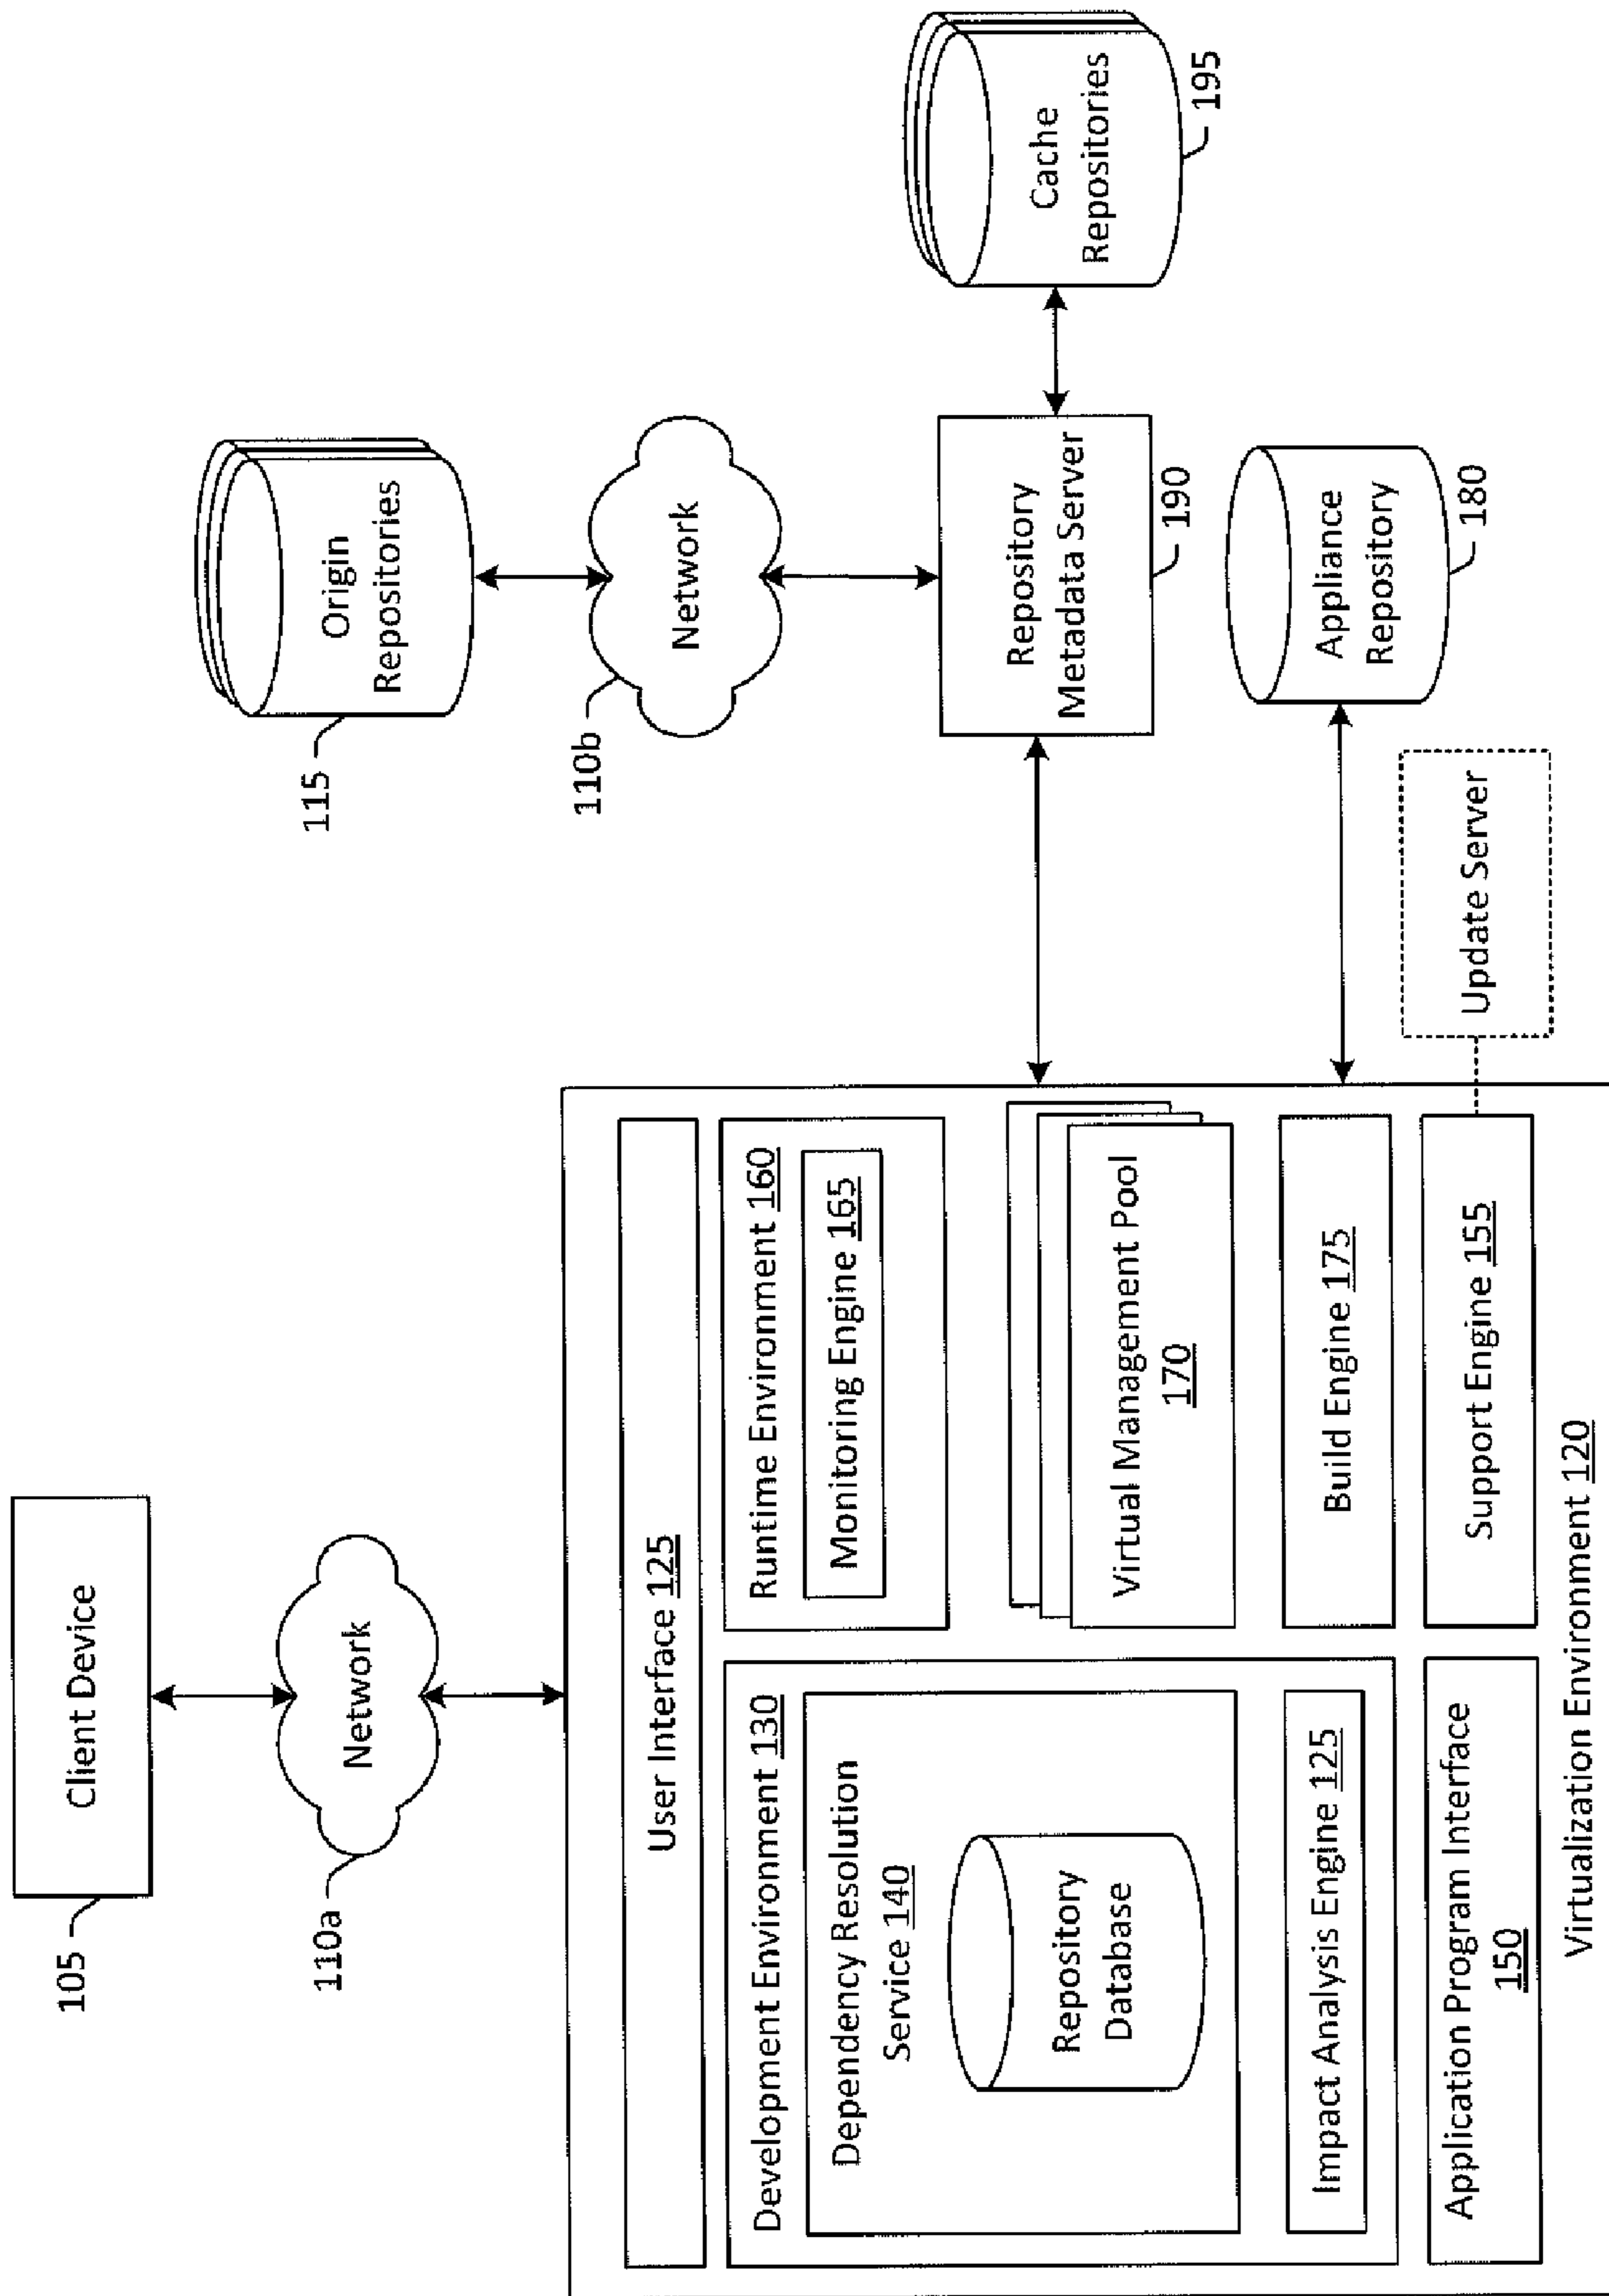 Client Device
105
Network
110a
Origin
Repositories
115
Network
110b
Repository
Metadata Server
190
Cache
Repositories
195
Appliance
Repository
180
Update Server
User Interface 125
Development Environment 130
Dependency Resolution
Service 140
Repository
Database
Impact Analysis Engine 125
Application Program Interface
150
Runtime Environment 160
Monitoring Engine 165
Virtual Management Pool
170
Build Engine 175
Support Engine 155
Virtualization Environment 120